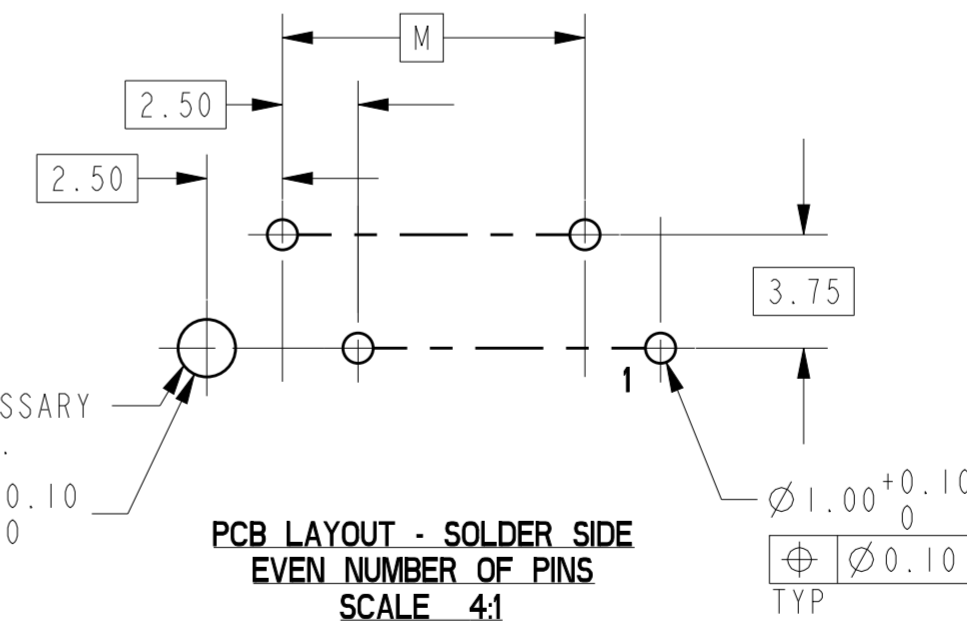 M
2.50
2.50
3.75
1
SSARY
.
0.10
0
Ø1.00 +0.10
0
⌖ Ø0.10
TYP
PCB LAYOUT - SOLDER SIDE
EVEN NUMBER OF PINS
SCALE 4:1